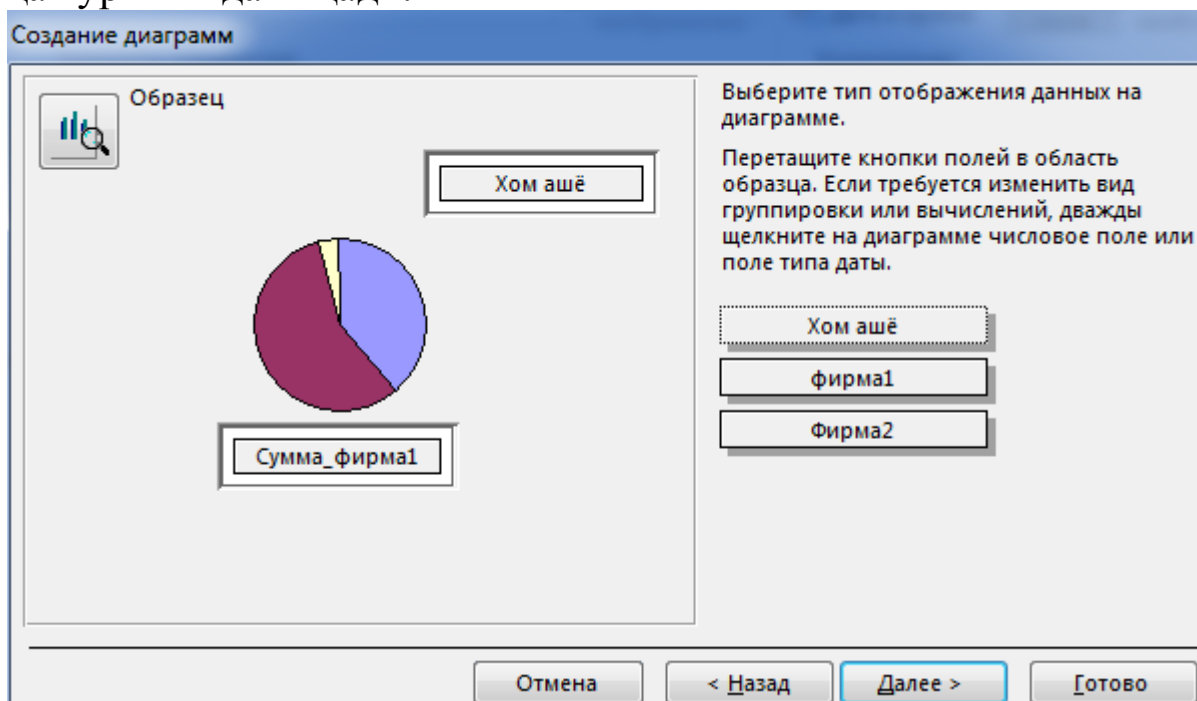 Создание диаграмм
Образец
Хом ашё
Сумма_фирма1
Выберите тип отображения данных на
диаграмме.
Перетащите кнопки полей в область
образца. Если требуется изменить вид
группировки или вычислений, дважды
щелкните на диаграмме числовое поле или
поле типа даты.
Хом ашё
фирма1
Фирма2
Отмена
< Назад
Далее >
Готово